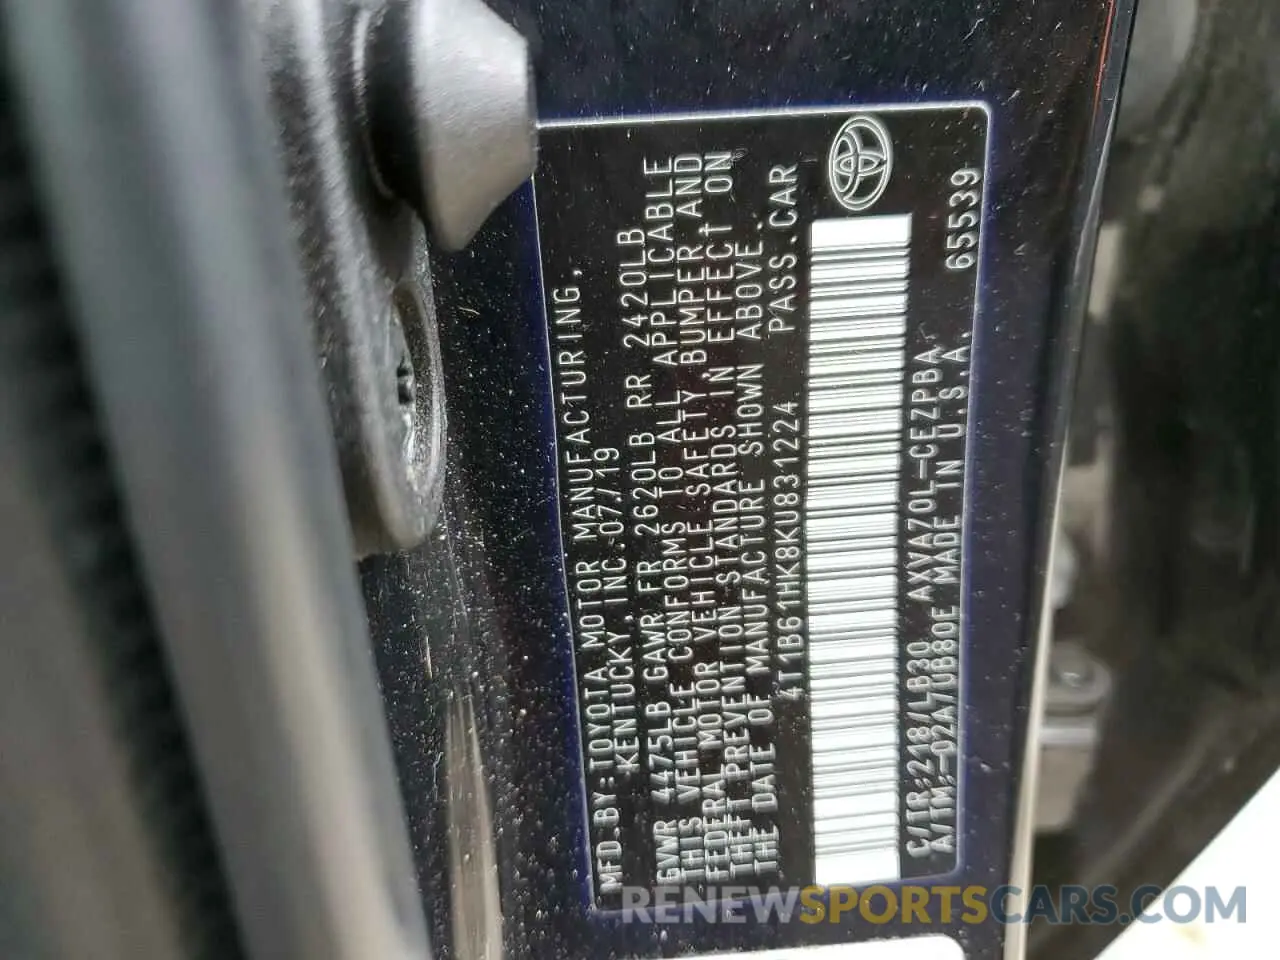 MFD.BY:TOYOTA MOTOR MANUFACTURING,
KENTUCKY, INC. 07/19
GVWR 4475LB GAWR FR 2620LB RR 2420LB
THIS VEHICLE CONFORMS TO ALL APPLICABLE
FEDERAL MOTOR VEHICLE SAFETY, BUMPER, AND
THEFT PREVENTION STANDARDS IN EFFECT ON
THE DATE OF MANUFACTURE SHOWN ABOVE.
4T1B61HK8KU831224 PASS.CAR
C/TR:218/LB30 AXVA70L-CEZPBA
A/TM:-02A/UB80E MADE IN U.S.A. 65539
RENEWSPORTSCARS.COM